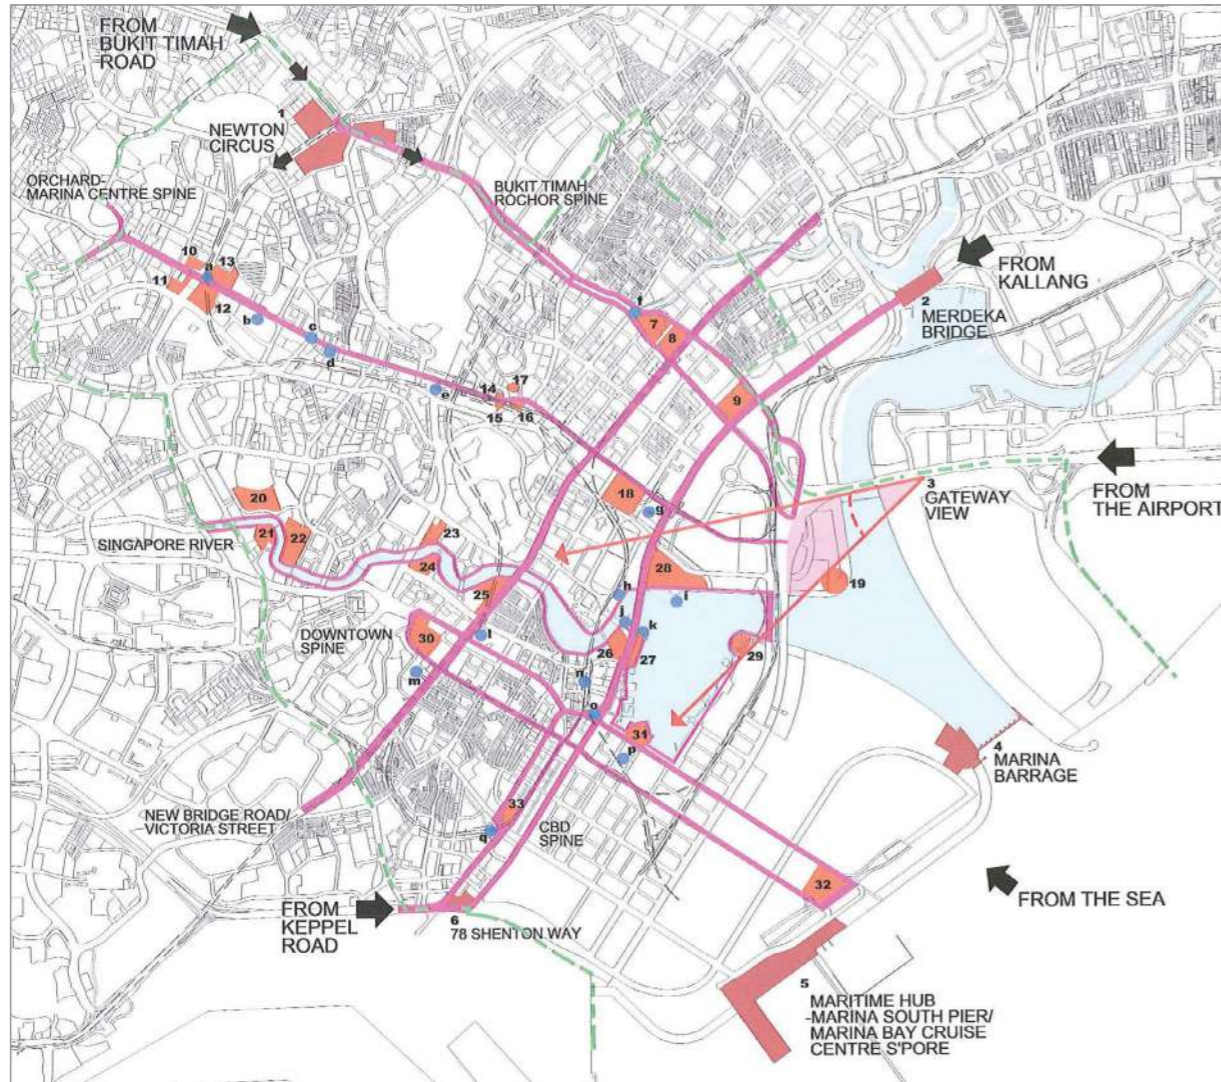 FROM
BUKIT TIMAH
ROAD
1
NEWTON
CIRCUS
ORCHARD-
MARINA CENTRE SPINE
BUKIT TIMAH-
ROCHOR SPINE
FROM
KALLANG
2
MERDEKA
BRIDGE
10
a
13
11
12
b
c
d
e
f
7
8
9
14
17
15
16
3
GATEWAY
VIEW
FROM
THE AIRPORT
18
g
20
21
22
23
24
25
SINGAPORE RIVER
28
19
h
i
j
k
26
27
29
DOWNTOWN
SPINE
30
l
m
n
o
31
p
4
MARINA
BARRAGE
NEW BRIDGE ROAD/
VICTORIA STREET
33
q
CBD
SPINE
32
FROM THE SEA
FROM
KEPPEL
ROAD
6
78 SHENTON WAY
5
MARITIME HUB
-MARINA SOUTH PIER/
MARINA BAY CRUISE
CENTRE S'PORE